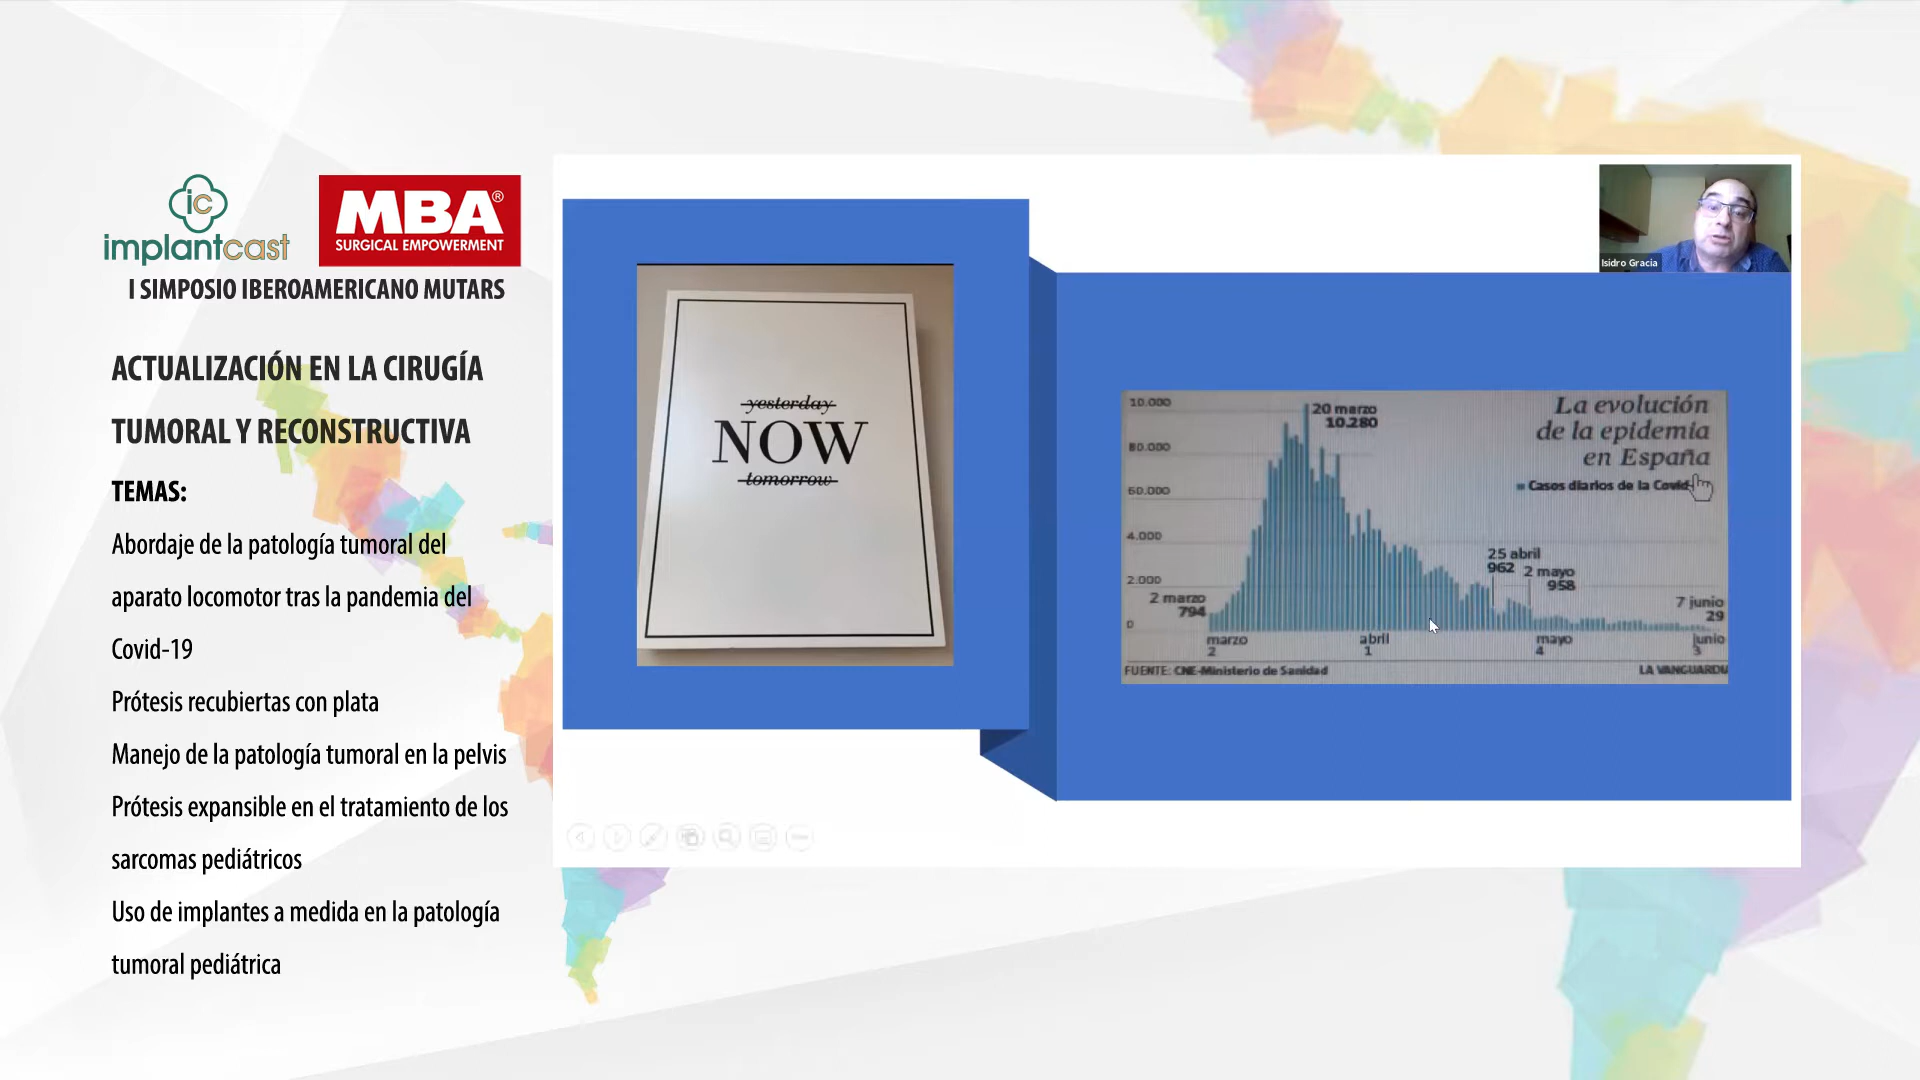 ic
implantcast
MBA®
SURGICAL EMPOWERMENT
I SIMPOSIO IBEROAMERICANO MUTARS
ACTUALIZACIÓN EN LA CIRUGÍA
TUMORAL Y RECONSTRUCTIVA
TEMAS:
Abordaje de la patología tumoral del
aparato locomotor tras la pandemia del
Covid-19
Prótesis recubiertas con plata
Manejo de la patología tumoral en la pelvis
Prótesis expansible en el tratamiento de los
sarcomas pediátricos
Uso de implantes a medida en la patología
tumoral pediátrica
yesterday
NOW
tomorrow
Isidro Gracia
La evolución
de la epidemia
en España
Casos diarios de la Covid
10.000
80.000
60.000
4.000
2.000
0
20 marzo
10.280
25 abril
962
2 mayo
958
2 marzo
794
7 junio
29
marzo
2
abril
1
mayo
4
junio
3
FUENTE: CNE-Ministerio de Sanidad
LA VANGUARDI